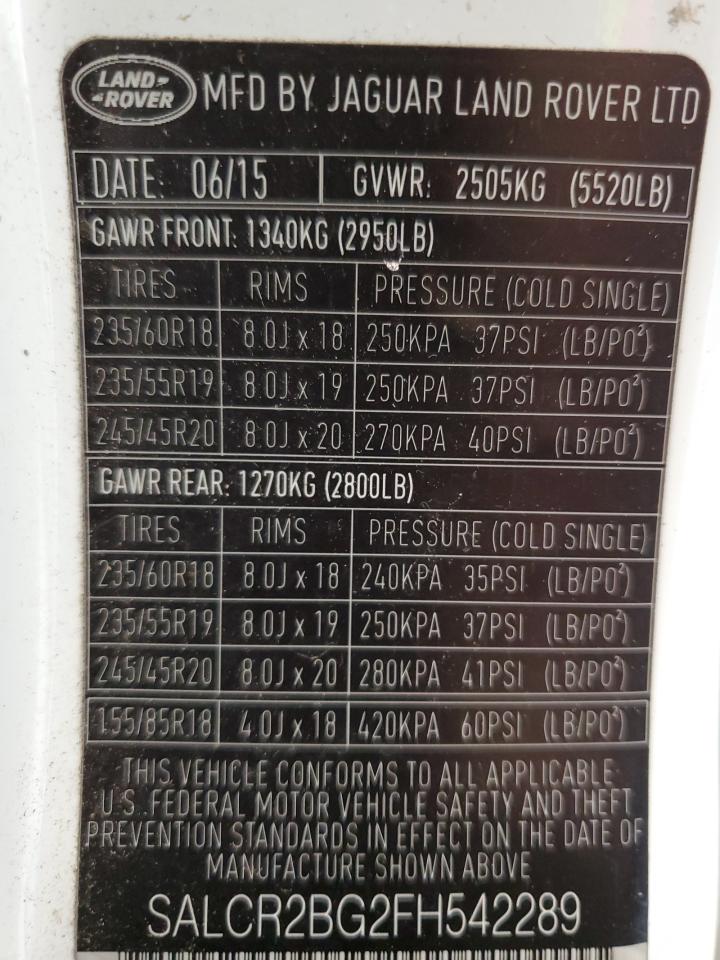 LAND ROVER MFD BY JAGUAR LAND ROVER LTD
DATE: 06/15 GVWR: 2505KG (5520LB)
GAWR FRONT: 1340KG (2950LB)
TIRES RIMS PRESSURE (COLD SINGLE)
235/60R18 8.0J x 18 250KPA 37PSI (LB/PO²)
235/55R19 8.0J x 19 250KPA 37PSI (LB/PO²)
245/45R20 8.0J x 20 270KPA 40PSI (LB/PO²)
GAWR REAR: 1270KG (2800LB)
TIRES RIMS PRESSURE (COLD SINGLE)
235/60R18 8.0J x 18 240KPA 35PSI (LB/PO²)
235/55R19 8.0J x 19 250KPA 37PSI (LB/PO²)
245/45R20 8.0J x 20 280KPA 41PSI (LB/PO²)
155/85R18 4.0J x 18 420KPA 60PSI (LB/PO²)
THIS VEHICLE CONFORMS TO ALL APPLICABLE
U.S. FEDERAL MOTOR VEHICLE SAFETY AND THEFT
PREVENTION STANDARDS IN EFFECT ON THE DATE OF
MANUFACTURE SHOWN ABOVE
SALCR2BG2FH542289